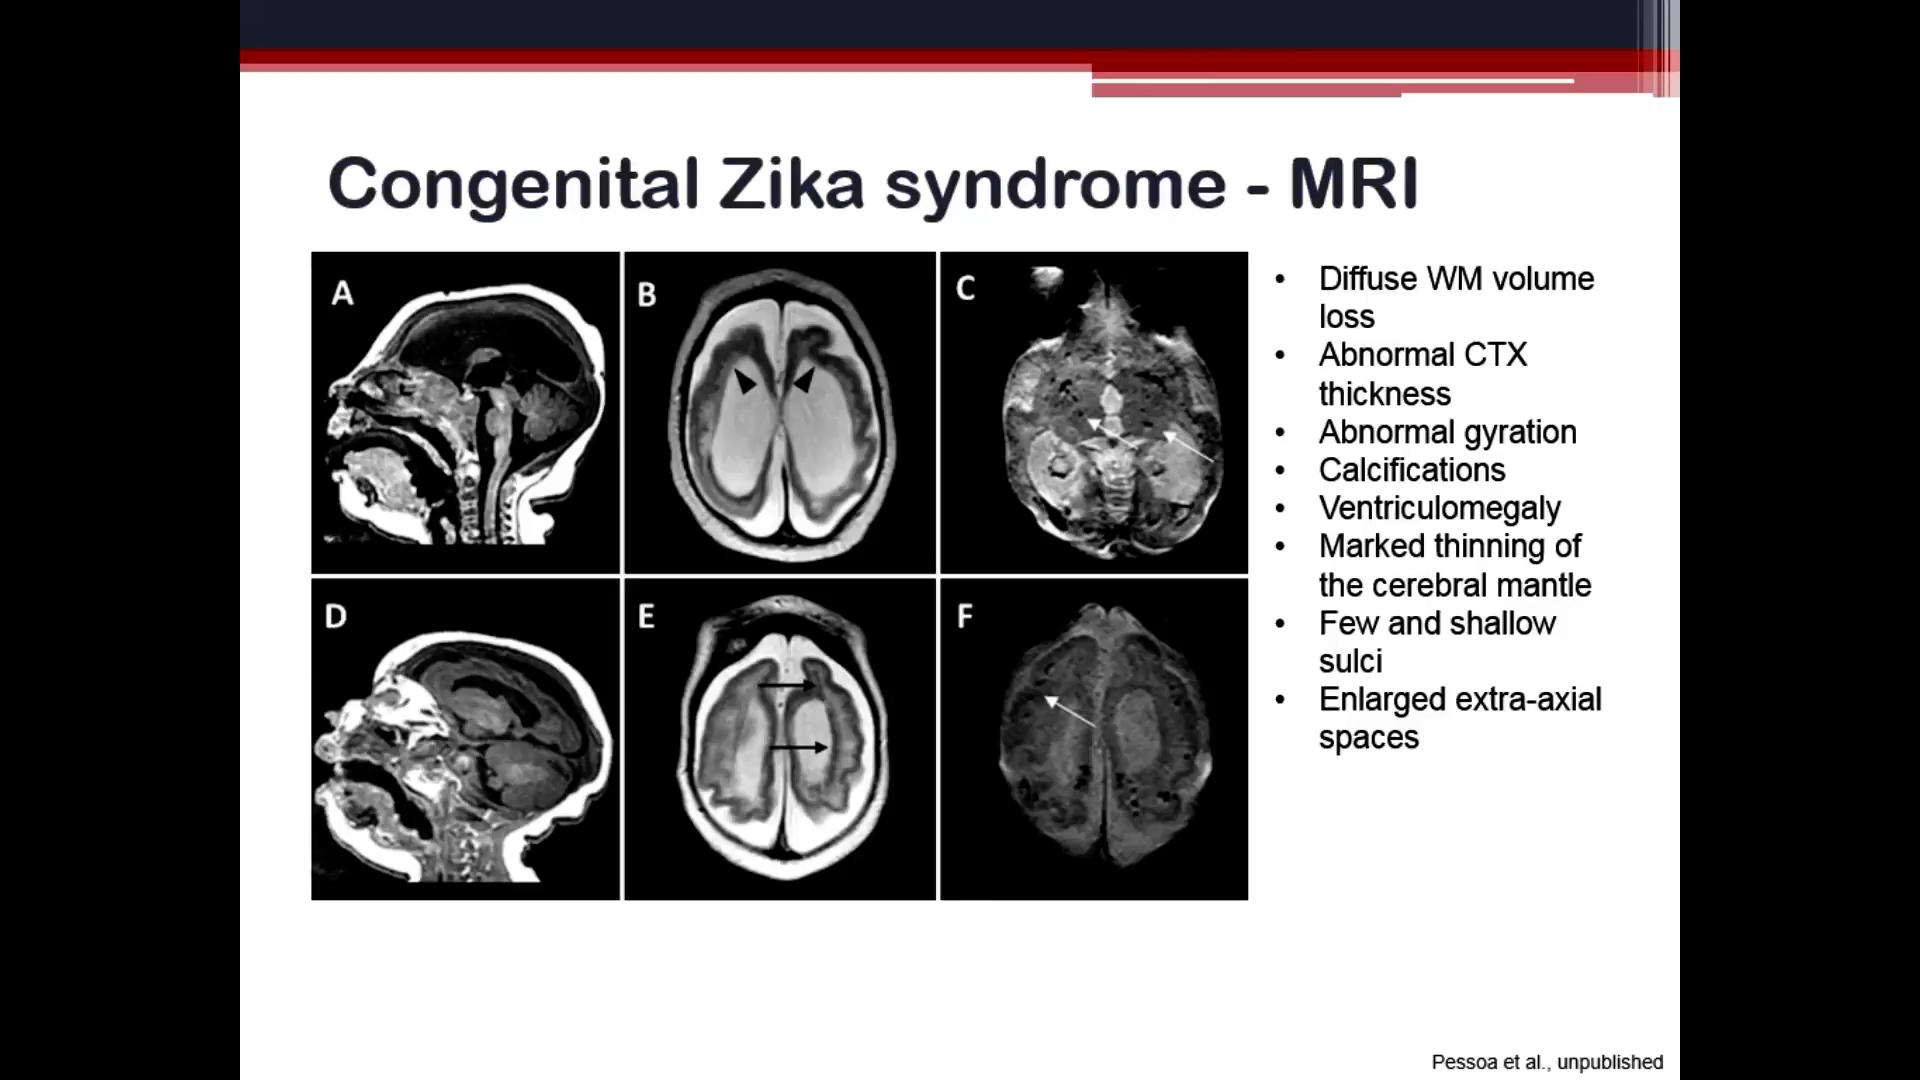 Congenital Zika syndrome - MRI
A
B
C
D
E
F
• Diffuse WM volume
loss
• Abnormal CTX
thickness
• Abnormal gyration
• Calcifications
• Ventriculomegaly
• Marked thinning of
the cerebral mantle
• Few and shallow
sulci
• Enlarged extra-axial
spaces
Pessoa et al., unpublished